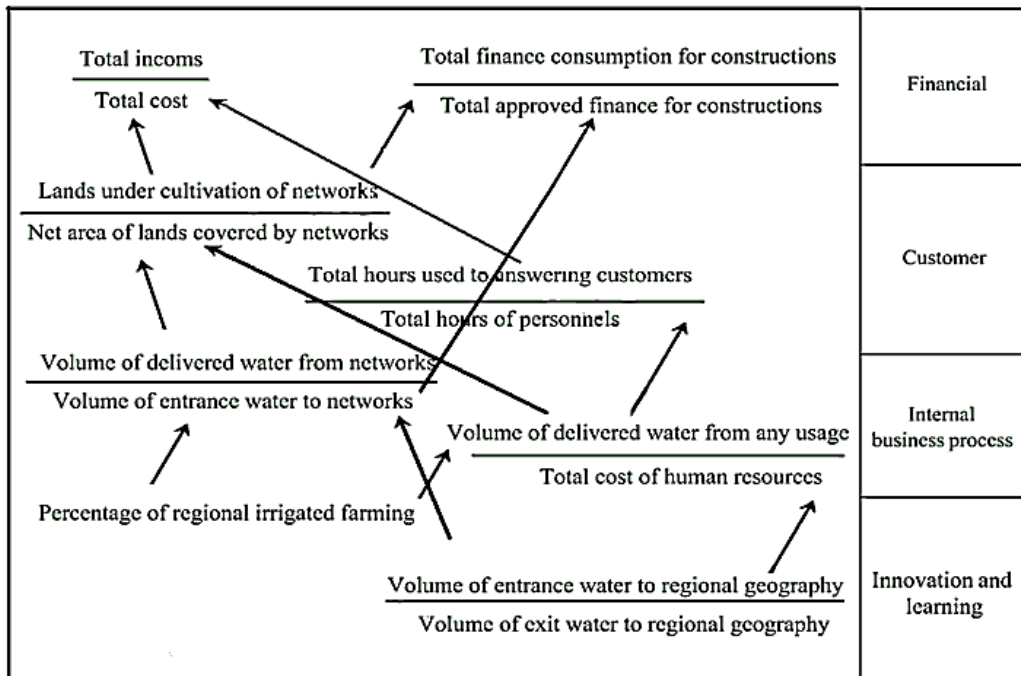 Total incoms
Total cost
Total finance consumption for constructions
Total approved finance for constructions
Financial
Lands under cultivation of networks
Net area of lands covered by networks
Total hours used to answering customers
Total hours of personnels
Customer
Volume of delivered water from networks
Volume of entrance water to networks
Volume of delivered water from any usage
Total cost of human resources
Internal
business process
Percentage of regional irrigated farming
Volume of entrance water to regional geography
Volume of exit water to regional geography
Innovation and
learning